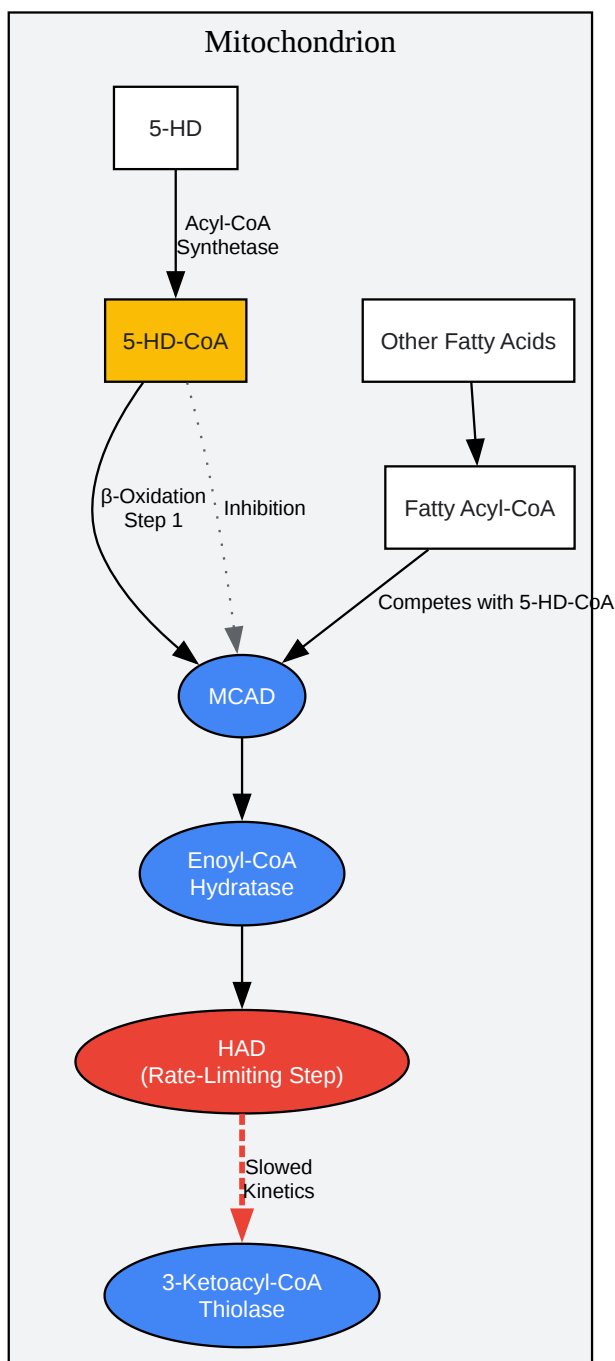 Mitochondrion
5-HD
Acyl-CoA
Synthetase
5-HD-CoA
Other Fatty Acids
β-Oxidation
Step 1
Inhibition
Fatty Acyl-CoA
Competes with 5-HD-CoA
MCAD
Enoyl-CoA
Hydratase
HAD
(Rate-Limiting Step)
Slowed
Kinetics
3-Ketoacyl-CoA
Thiolase